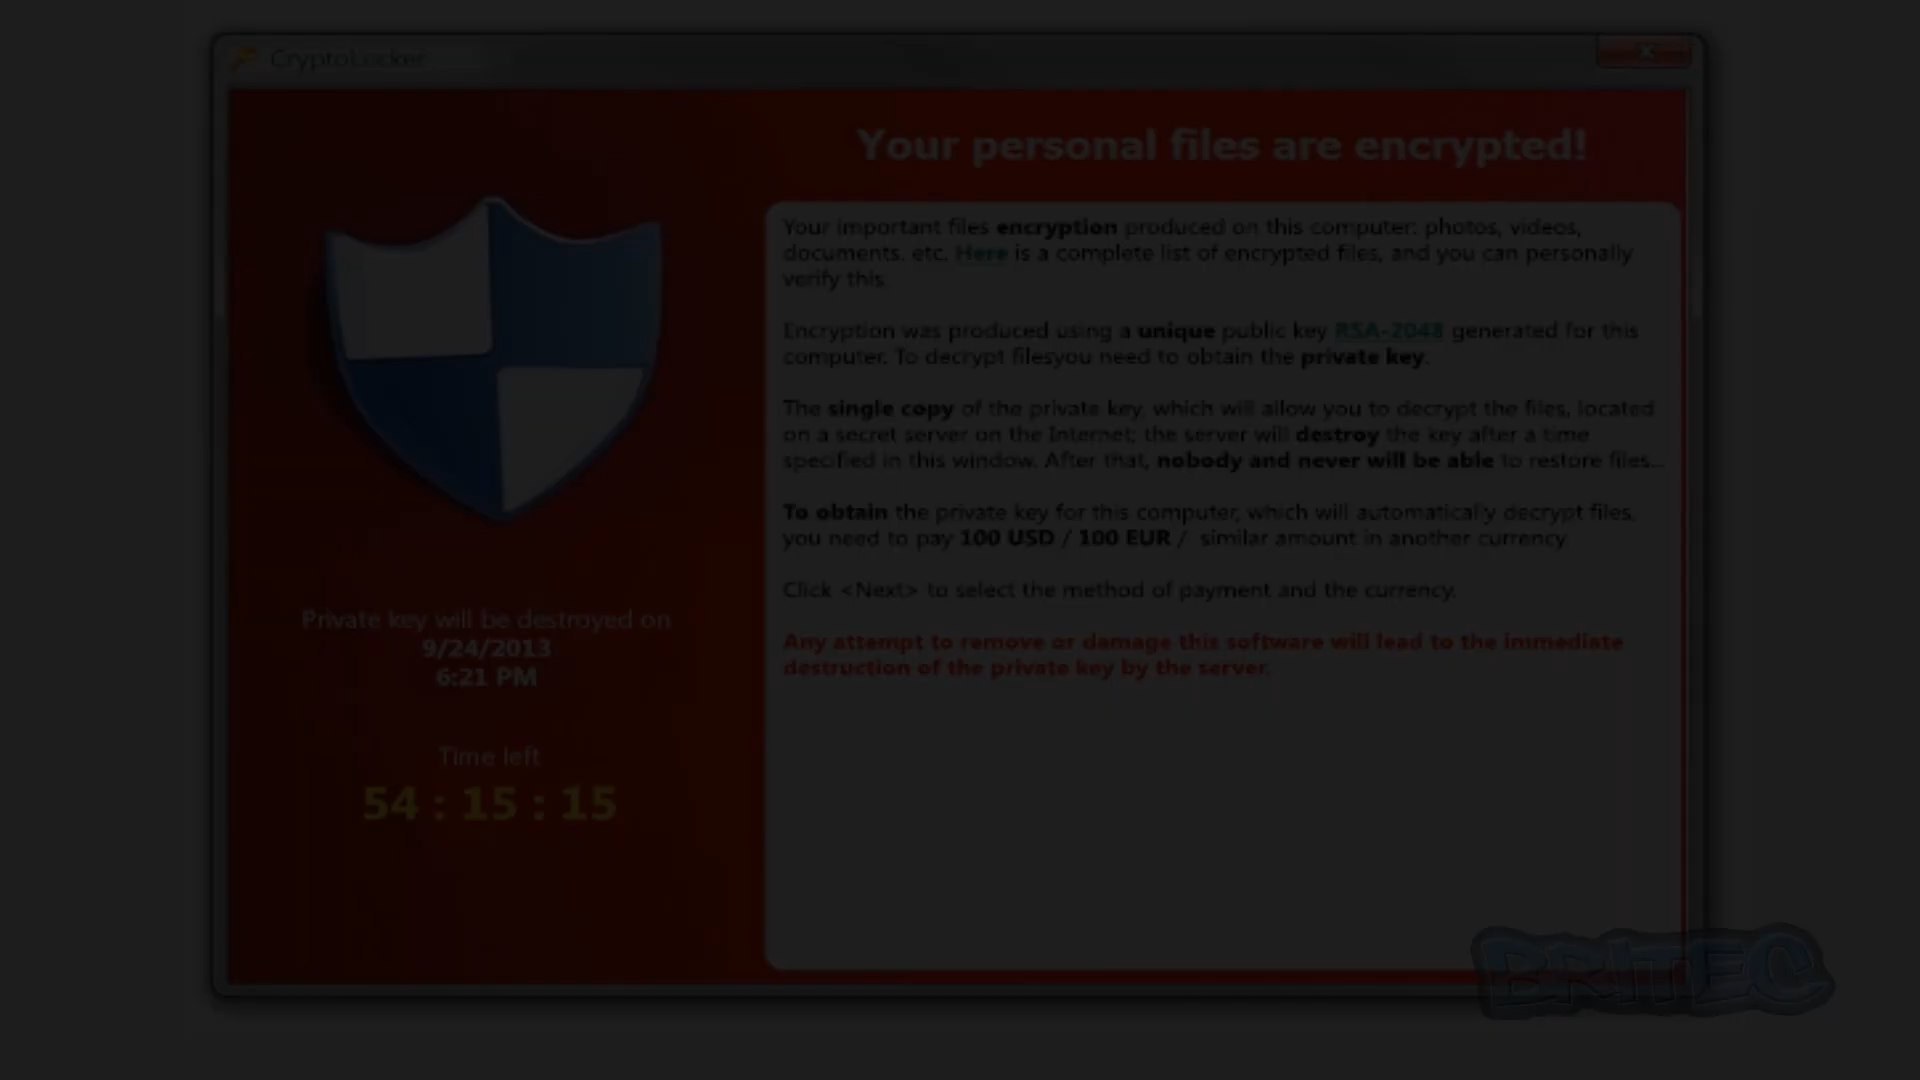 CryptoLocker
Your personal files are encrypted!
Your important files encryption produced on this computer: photos, videos,
documents, etc. Here is a complete list of encrypted files, and you can personally
verify this.
Encryption was produced using a unique public key RSA-2048 generated for this
computer. To decrypt filesyou need to obtain the private key.
The single copy of the private key, which will allow you to decrypt the files, located
on a secret server on the Internet; the server will destroy the key after a time
specified in this window. After that, nobody and never will be able to restore files...
To obtain the private key for this computer, which will automatically decrypt files,
you need to pay 100 USD / 100 EUR / similar amount in another currency.
Click <Next> to select the method of payment and the currency.
Any attempt to remove or damage this software will lead to the immediate
destruction of the private key by the server.
Private key will be destroyed on
9/24/2013
6:21 PM
Time left
54 : 15 : 15
BRITEC